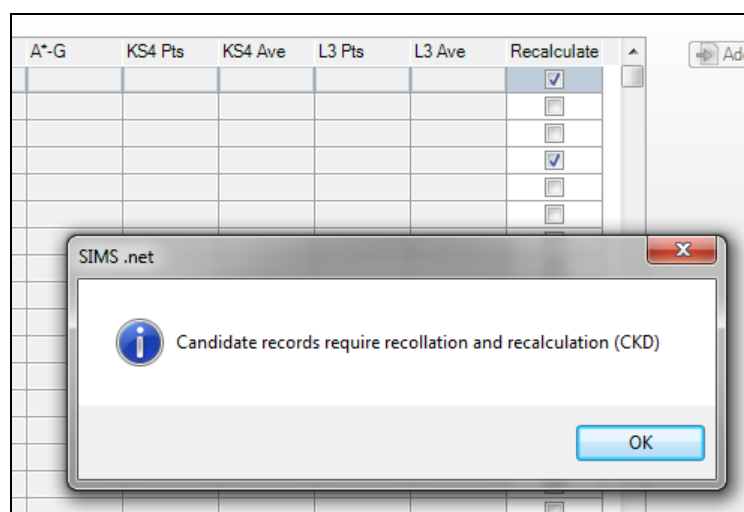 A*-G KS4 Pts KS4 Ave L3 Pts L3 Ave Recalculate
SIMS .net
Candidate records require recollation and recalculation (CKD)
OK